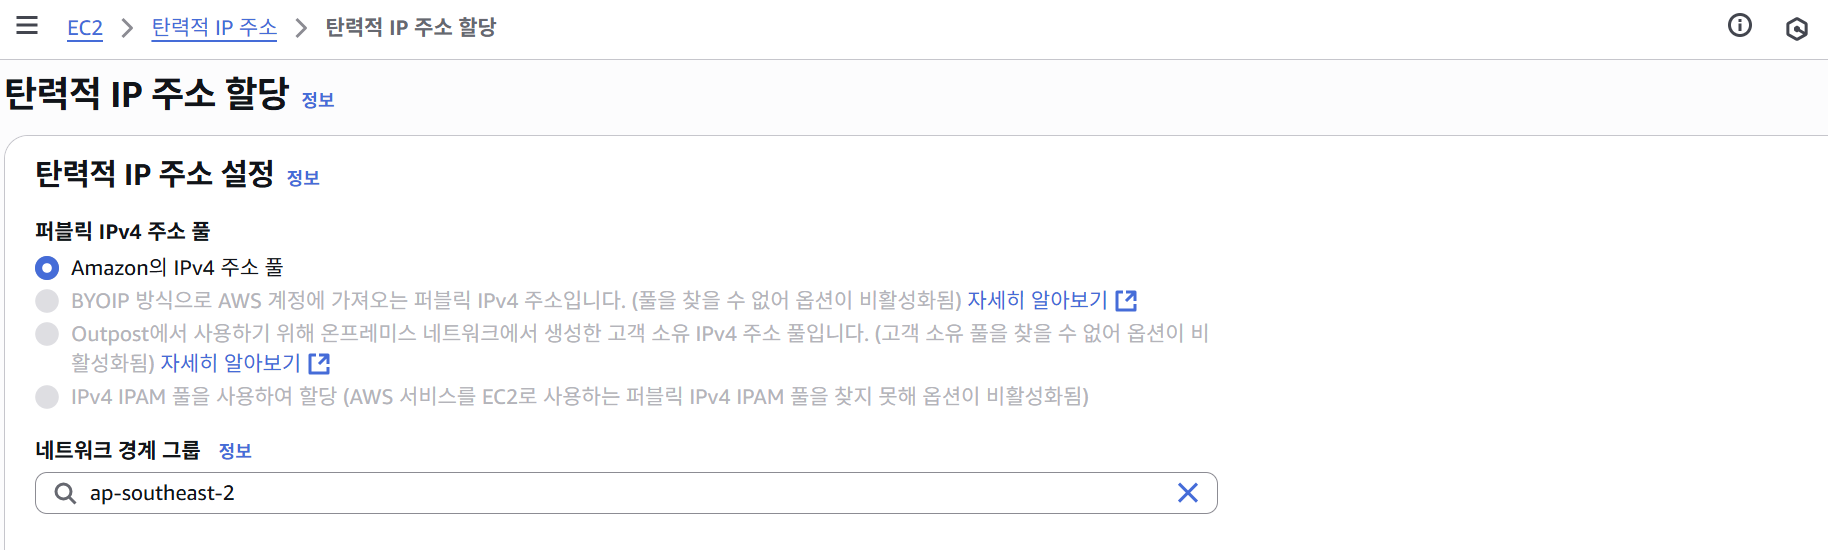 EC2 > 탄력적 IP 주소 > 탄력적 IP 주소 할당
탄력적 IP 주소 할당 정보
탄력적 IP 주소 설정 정보
퍼블릭 IPv4 주소 풀
Amazon의 IPv4 주소 풀
BYOIP 방식으로 AWS 계정에 가져오는 퍼블릭 IPv4 주소입니다. (풀을 찾을 수 없어 옵션이 비활성화됨) 자세히 알아보기
Outpost에서 사용하기 위해 온프레미스 네트워크에서 생성한 고객 소유 IPv4 주소 풀입니다. (고객 소유 풀을 찾을 수 없어 옵션이 비
활성화됨) 자세히 알아보기
IPv4 IPAM 풀을 사용하여 할당 (AWS 서비스를 EC2로 사용하는 퍼블릭 IPv4 IPAM 풀을 찾지 못해 옵션이 비활성화됨)
네트워크 경계 그룹 정보
ap-southeast-2